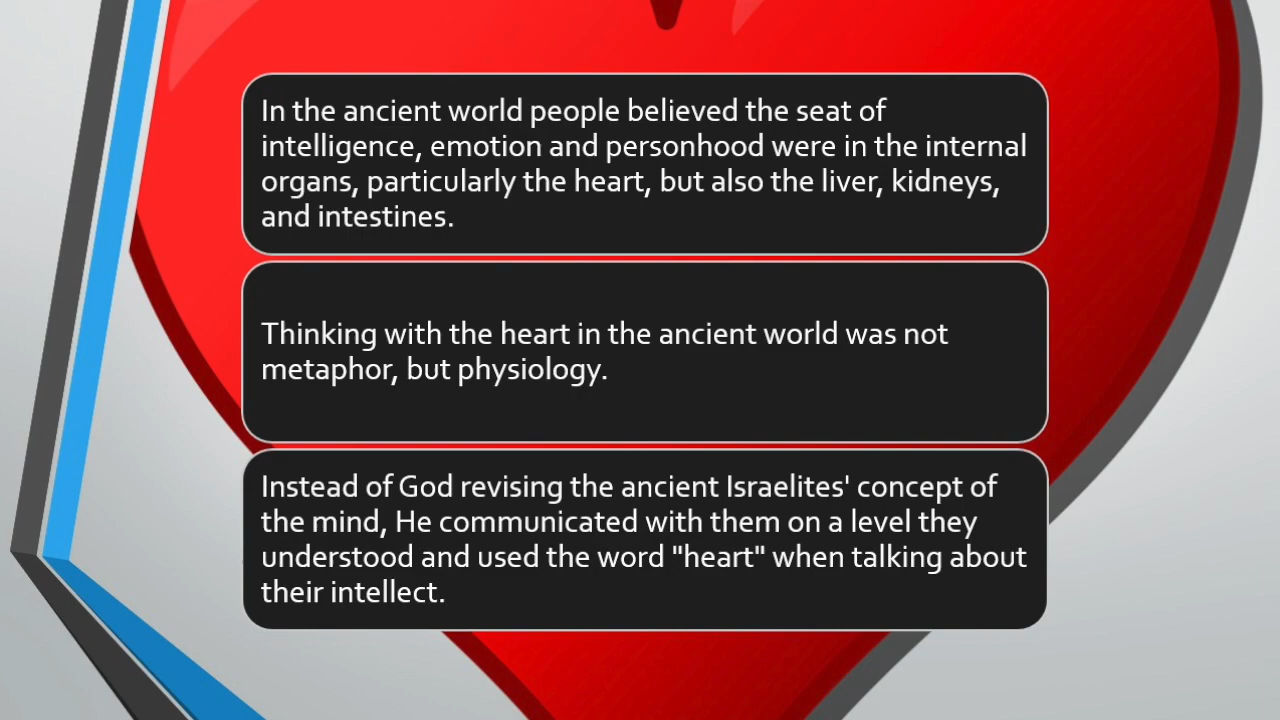 In the ancient world people believed the seat of
intelligence, emotion and personhood were in the internal
organs, particularly the heart, but also the liver, kidneys,
and intestines.
Thinking with the heart in the ancient world was not
metaphor, but physiology.
Instead of God revising the ancient Israelites' concept of
the mind, He communicated with them on a level they
understood and used the word "heart" when talking about
their intellect.